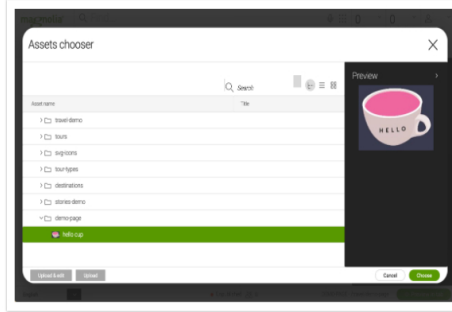 Assets chooser
Search
Preview
Asset name
Title
travel-demo
tours
svg-icons
tour-types
destinations
stories-demo
demo-page
hello cup
HELLO
Upload & edit
Upload
Cancel
Choose